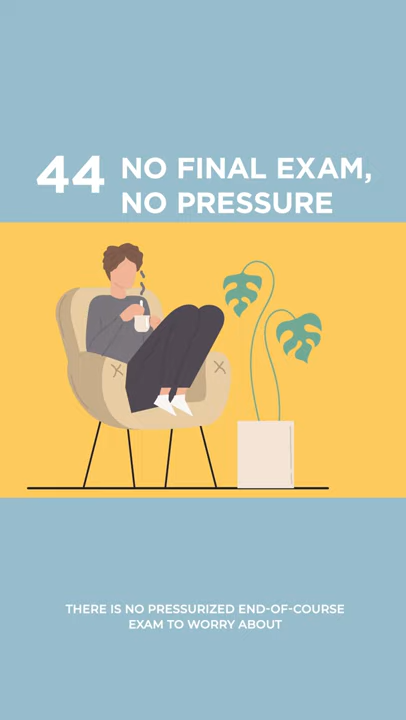 44 NO FINAL EXAM,
NO PRESSURE
THERE IS NO PRESSURIZED END-OF-COURSE
EXAM TO WORRY ABOUT